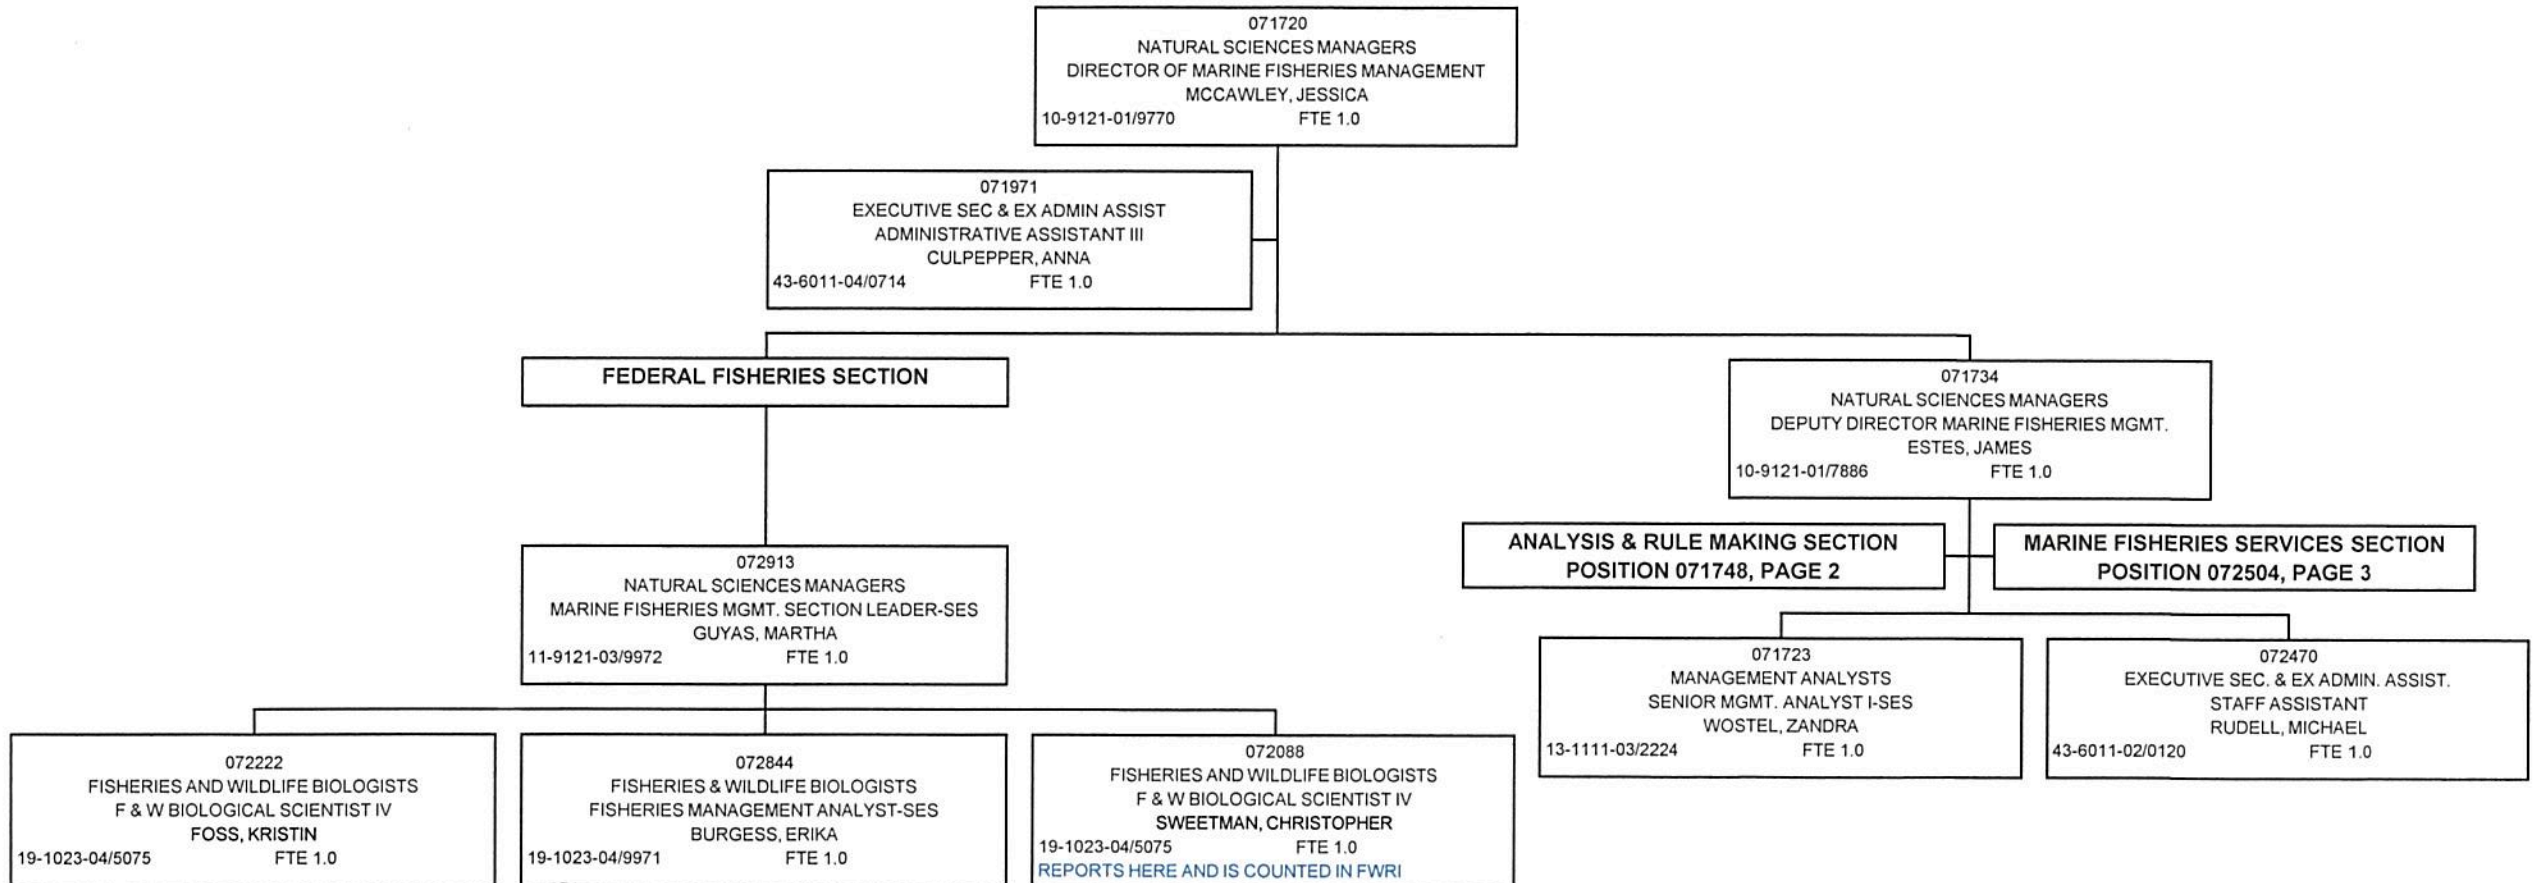 071720
NATURAL SCIENCES MANAGERS
DIRECTOR OF MARINE FISHERIES MANAGEMENT
MCCAWLEY, JESSICA
10-9121-01/9770 FTE 1.0
071971
EXECUTIVE SEC & EX ADMIN ASSIST
ADMINISTRATIVE ASSISTANT III
CULPEPPER, ANNA
43-6011-04/0714 FTE 1.0
FEDERAL FISHERIES SECTION
071734
NATURAL SCIENCES MANAGERS
DEPUTY DIRECTOR MARINE FISHERIES MGMT.
ESTES, JAMES
10-9121-01/7886 FTE 1.0
ANALYSIS & RULE MAKING SECTION
POSITION 071748, PAGE 2
MARINE FISHERIES SERVICES SECTION
POSITION 072504, PAGE 3
072913
NATURAL SCIENCES MANAGERS
MARINE FISHERIES MGMT. SECTION LEADER-SES
GUYAS, MARTHA
11-9121-03/9972 FTE 1.0
071723
MANAGEMENT ANALYSTS
SENIOR MGMT. ANALYST I-SES
WOSTEL, ZANDRA
13-1111-03/2224 FTE 1.0
072470
EXECUTIVE SEC. & EX ADMIN. ASSIST.
STAFF ASSISTANT
RUDELL, MICHAEL
43-6011-02/0120 FTE 1.0
072222
FISHERIES AND WILDLIFE BIOLOGISTS
F & W BIOLOGICAL SCIENTIST IV
FOSS, KRISTIN
19-1023-04/5075 FTE 1.0
072844
FISHERIES & WILDLIFE BIOLOGISTS
FISHERIES MANAGEMENT ANALYST-SES
BURGESS, ERIKA
19-1023-04/9971 FTE 1.0
072088
FISHERIES AND WILDLIFE BIOLOGISTS
F & W BIOLOGICAL SCIENTIST IV
SWEETMAN, CHRISTOPHER
19-1023-04/5075 FTE 1.0
REPORTS HERE AND IS COUNTED IN FWRI